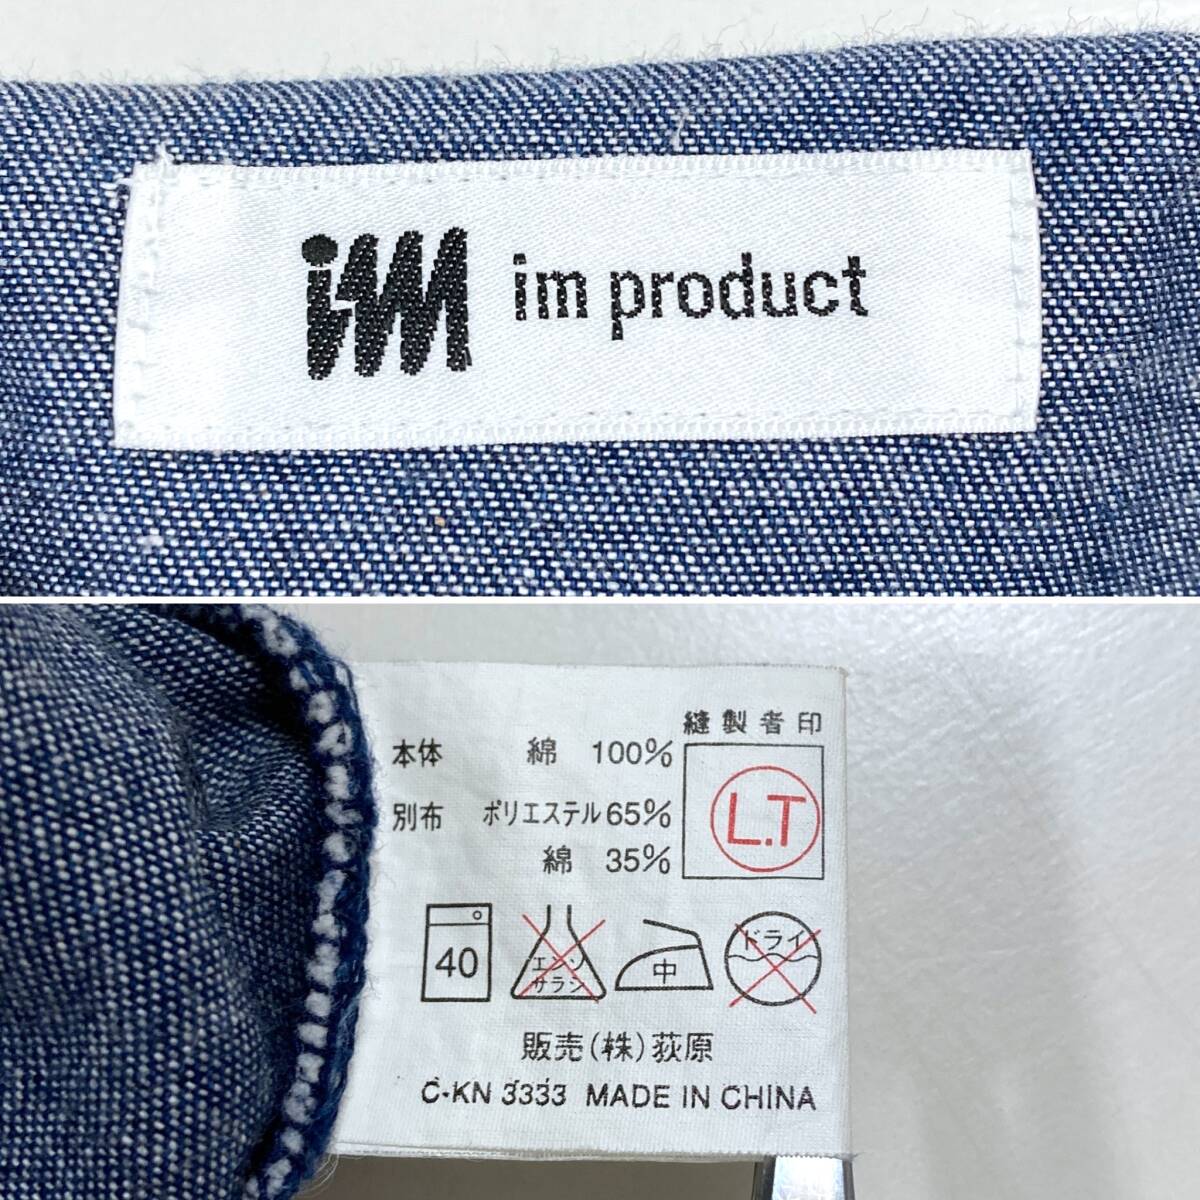 im im product
縫製者印
本体 綿 100%
L.T
別布 ポリエステル65%
綿 35%
40 エンソサラシ 中 ドライ
販売(株)荻原
C-KN 3333 MADE IN CHINA